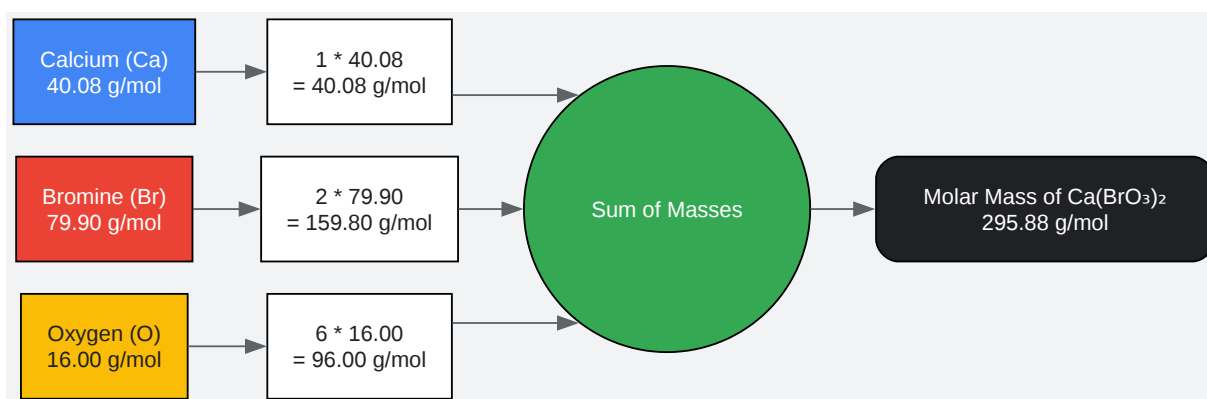 Calcium (Ca)
40.08 g/mol
1 * 40.08
= 40.08 g/mol
Bromine (Br)
79.90 g/mol
2 * 79.90
= 159.80 g/mol
Oxygen (O)
16.00 g/mol
6 * 16.00
= 96.00 g/mol
Sum of Masses
Molar Mass of Ca(BrO₃)₂
295.88 g/mol